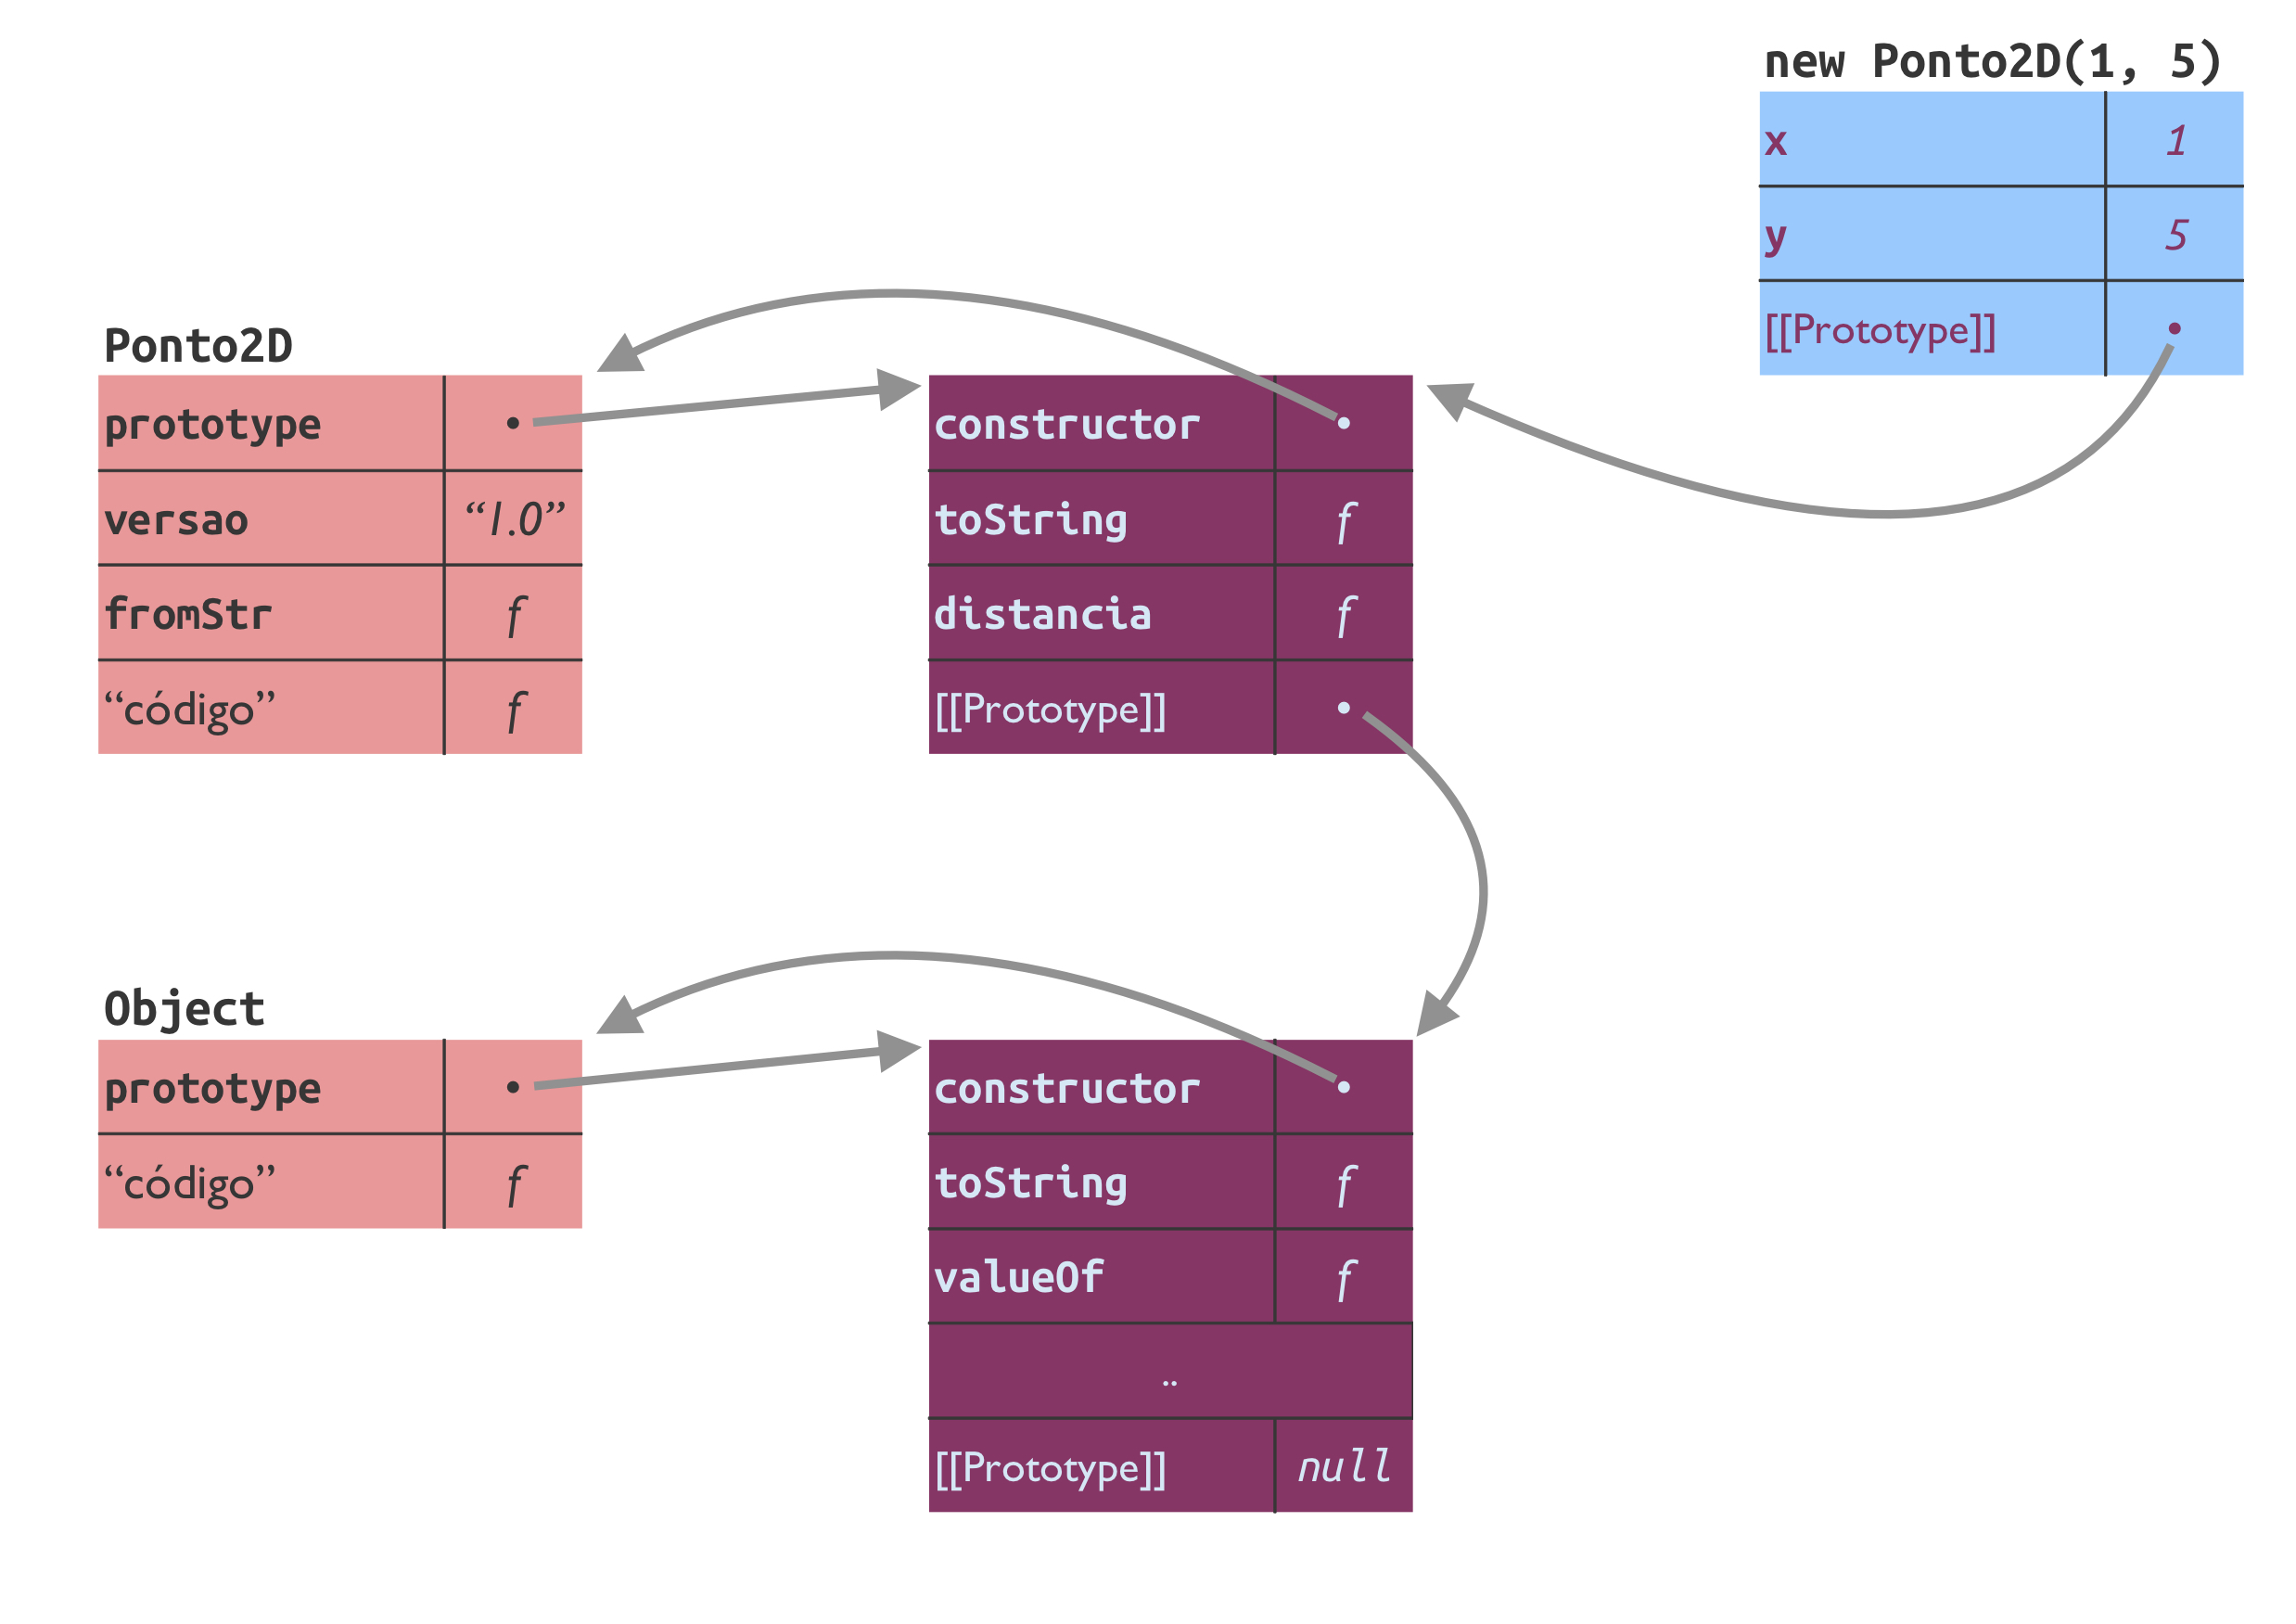 new Ponto2D(1, 5)
x 1
y 5
[[Prototype]] •
Ponto2D
prototype •
versao “1.0”
fromStr f
“código” f
constructor •
toString f
distancia f
[[Prototype]] •
Object
prototype •
“código” f
constructor •
toString f
valueOf f
..
[[Prototype]] null